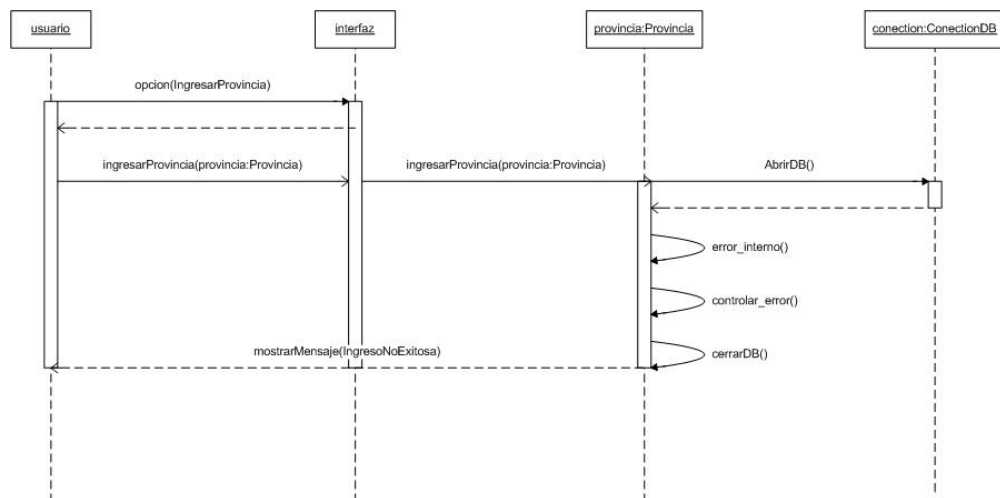 usuario
interfaz
provincia:Provincia
conection:ConectionDB
opcion(IngresarProvincia)
ingresarProvincia(provincia:Provincia)
ingresarProvincia(provincia:Provincia)
AbrirDB()
error_interno()
controlar_error()
mostrarMensaje(IngresoNoExitosa)
cerrarDB()